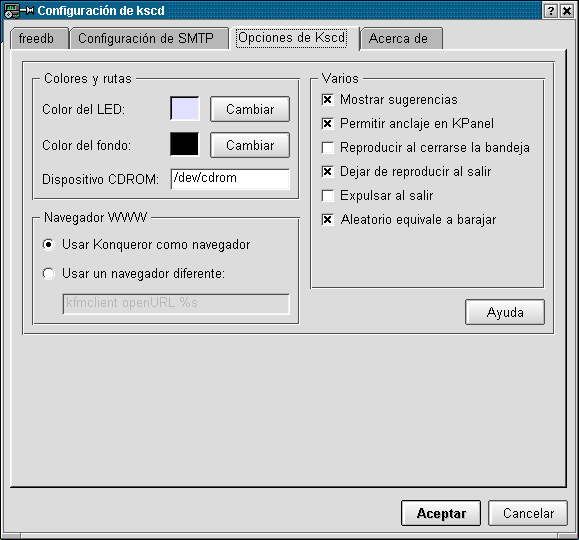 Configuración de kscd
freedb
Configuración de SMTP
Opciones de Kscd
Acerca de
Colores y rutas
Color del LED:
Cambiar
Color del fondo:
Cambiar
Dispositivo CDROM:
/dev/cdrom
Navegador WWW
Usar Konqueror como navegador
Usar un navegador diferente:
kfmclient openURL %s
Varios
Mostrar sugerencias
Permitir anclaje en KPanel
Reproducir al cerrarse la bandeja
Dejar de reproducir al salir
Expulsar al salir
Aleatorio equivale a barajar
Ayuda
Aceptar
Cancelar